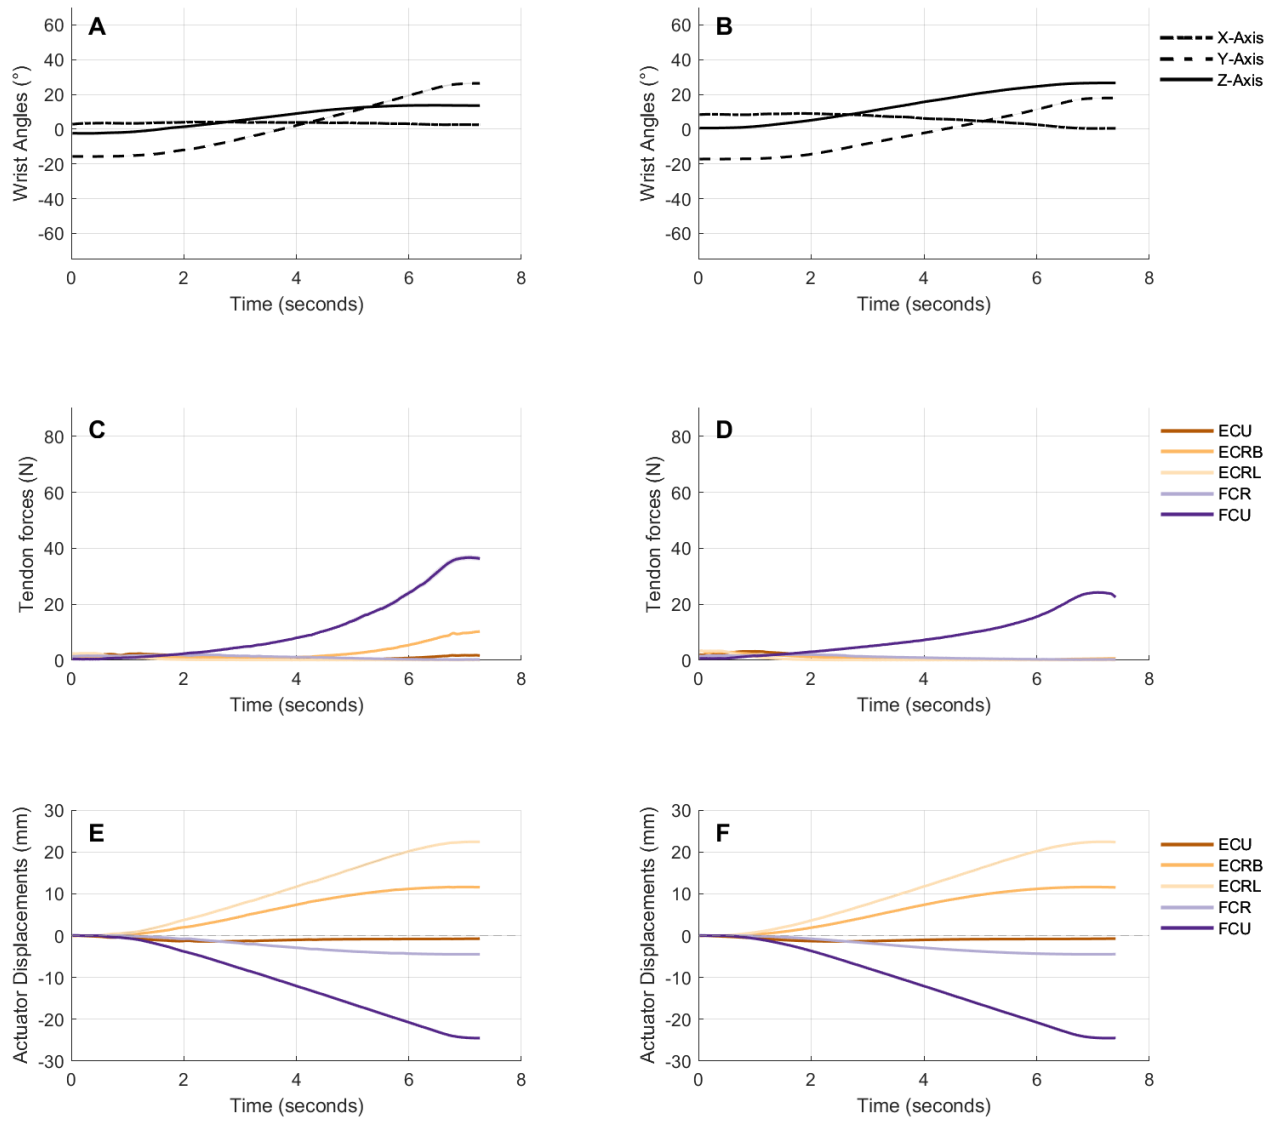 A
Wrist Angles (°)
60
40
20
0
-20
-40
-60
0 2 4 6 8
Time (seconds)
B
Wrist Angles (°)
60
40
20
0
-20
-40
-60
0 2 4 6 8
Time (seconds)
X-Axis
Y-Axis
Z-Axis
C
Tendon forces (N)
80
60
40
20
0
0 2 4 6 8
Time (seconds)
D
Tendon forces (N)
80
60
40
20
0
0 2 4 6 8
Time (seconds)
ECU
ECRB
ECRL
FCR
FCU
E
Actuator Displacements (mm)
30
20
10
0
-10
-20
-30
0 2 4 6 8
Time (seconds)
F
Actuator Displacements (mm)
30
20
10
0
-10
-20
-30
0 2 4 6 8
Time (seconds)
ECU
ECRB
ECRL
FCR
FCU